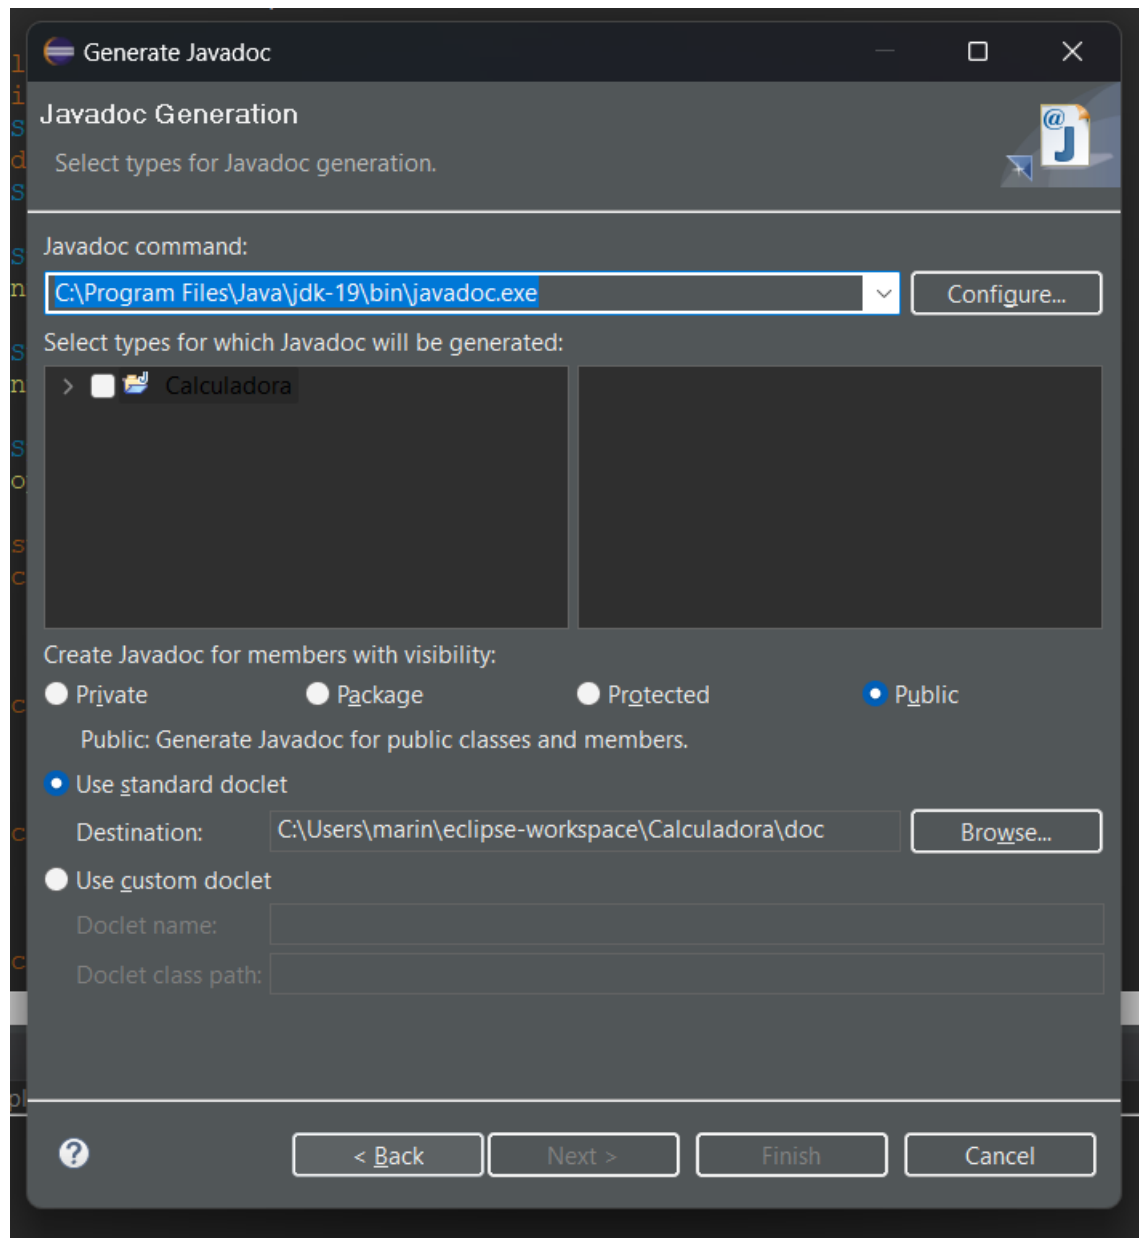 Generate Javadoc
Javadoc Generation
Select types for Javadoc generation.
Javadoc command:
C:\Program Files\Java\jdk-19\bin\javadoc.exe
Configure...
Select types for which Javadoc will be generated:
Calculadora
Create Javadoc for members with visibility:
Private Package Protected Public
Public: Generate Javadoc for public classes and members.
Use standard doclet
Destination: C:\Users\marin\eclipse-workspace\Calculadora\doc Browse...
Use custom doclet
Doclet name:
Doclet class path:
< Back Next > Finish Cancel